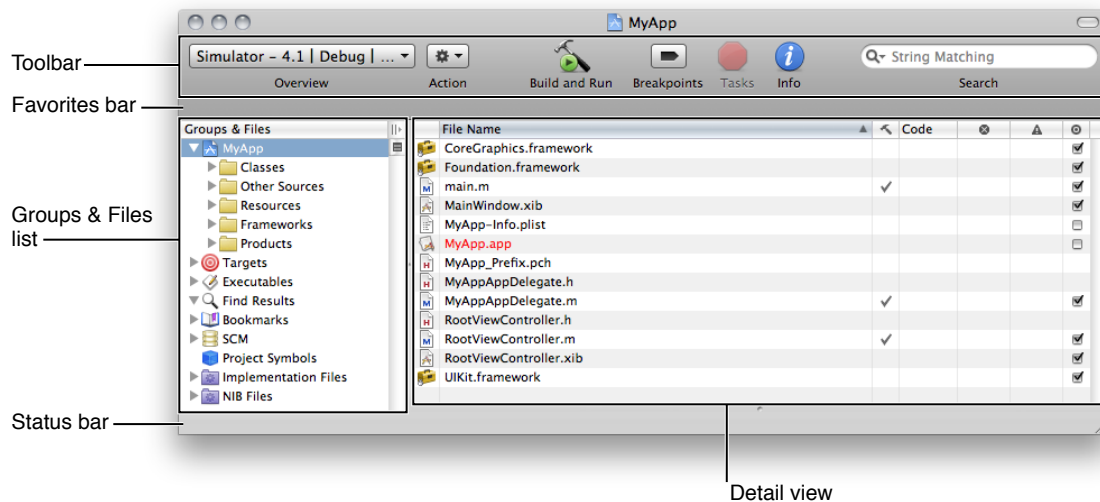 MyApp
Toolbar
Simulator – 4.1 | Debug | ...
String Matching
Overview
Action
Build and Run
Breakpoints
Tasks
Info
Search
Favorites bar
Groups & Files
File Name
Code
MyApp
Classes
Other Sources
Resources
Frameworks
Products
Targets
Executables
Find Results
Bookmarks
SCM
Project Symbols
Implementation Files
NIB Files
CoreGraphics.framework
Foundation.framework
main.m
MainWindow.xib
MyApp-Info.plist
MyApp.app
MyApp_Prefix.pch
MyAppAppDelegate.h
MyAppAppDelegate.m
RootViewController.h
RootViewController.m
RootViewController.xib
UIKit.framework
Groups & Files
list
Status bar
Detail view